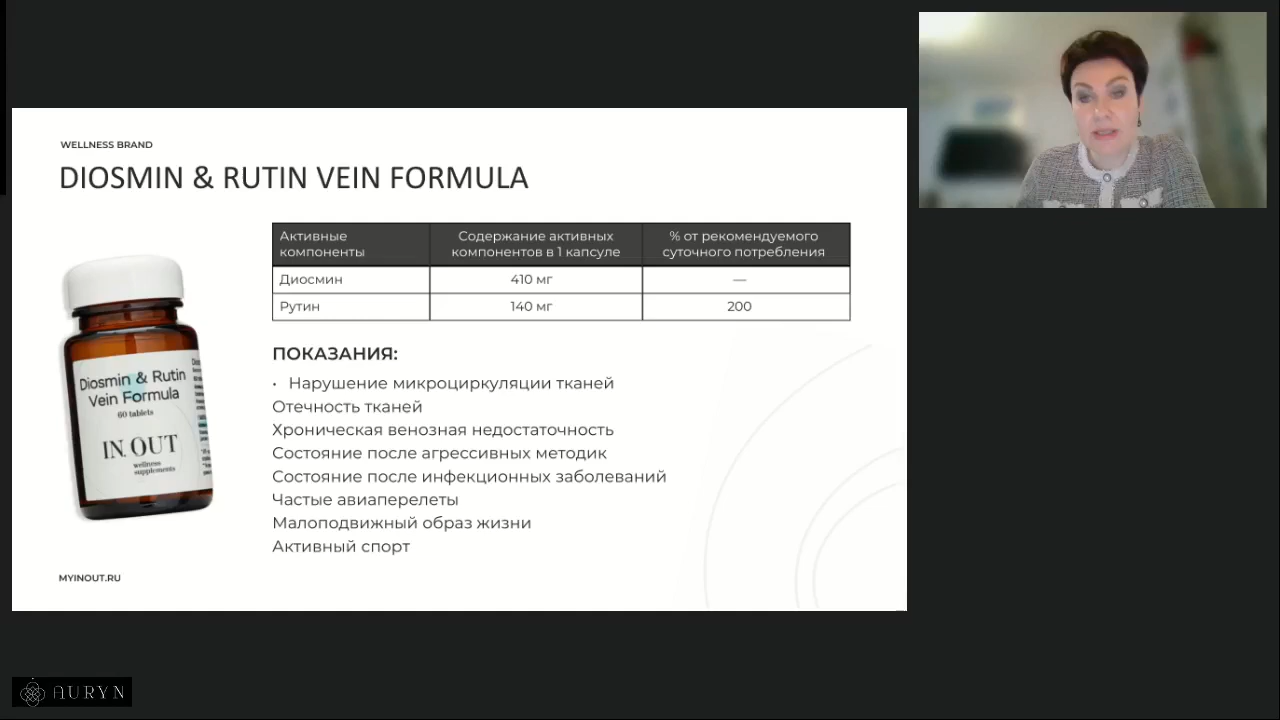 WELLNESS BRAND
DIOSMIN & RUTIN VEIN FORMULA
Активные компоненты
Содержание активных компонентов в 1 капсуле
% от рекомендуемого суточного потребления
Диосмин
410 мг
—
Рутин
140 мг
200
ПОКАЗАНИЯ:
• Нарушение микроциркуляции тканей
Отечность тканей
Хроническая венозная недостаточность
Состояние после агрессивных методик
Состояние после инфекционных заболеваний
Частые авиаперелеты
Малоподвижный образ жизни
Активный спорт
Diosmin & Rutin
Vein Formula
60 tablets
IN. OUT
wellness
supplements
MYINOUT.RU
AURYN